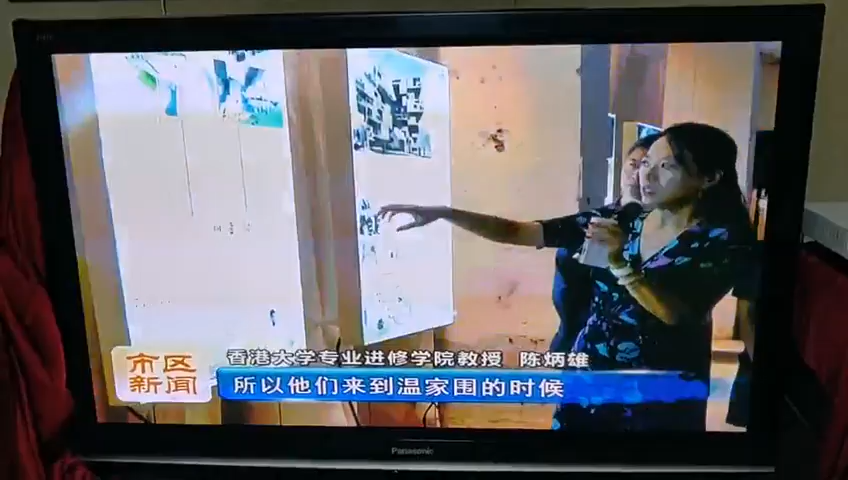 市区
新闻
香港大学专业进修学院教授 陈炳雄
所以他们来到温家围的时候
Panasonic